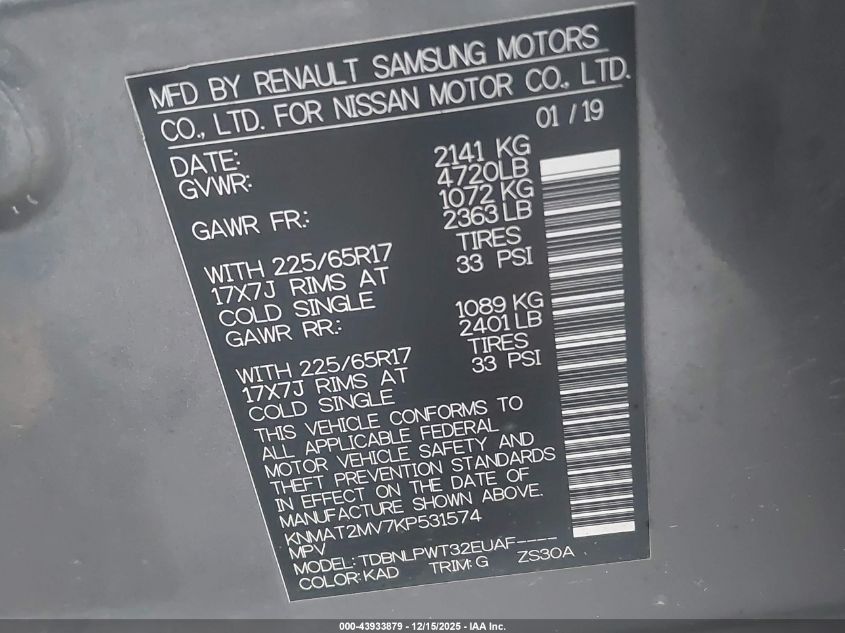 MFD BY RENAULT SAMSUNG MOTORS
CO., LTD. FOR NISSAN MOTOR CO., LTD.
DATE: 01 / 19
GVWR: 2141 KG
4720LB
GAWR FR.: 1072 KG
2363 LB
WITH 225/65R17 TIRES
17X7J RIMS AT 33 PSI
COLD SINGLE
GAWR RR.: 1089 KG
2401 LB
WITH 225/65R17 TIRES
17X7J RIMS AT 33 PSI
COLD SINGLE
THIS VEHICLE CONFORMS TO
ALL APPLICABLE FEDERAL
MOTOR VEHICLE SAFETY AND
THEFT PREVENTION STANDARDS
IN EFFECT ON THE DATE OF
MANUFACTURE SHOWN ABOVE.
KNMAT2MV7KP531574
MPV
MODEL: TDBNLPWT32EUAF----
COLOR: KAD TRIM: G ZS30A
000-43933879 - 12/15/2025 - IAA Inc.